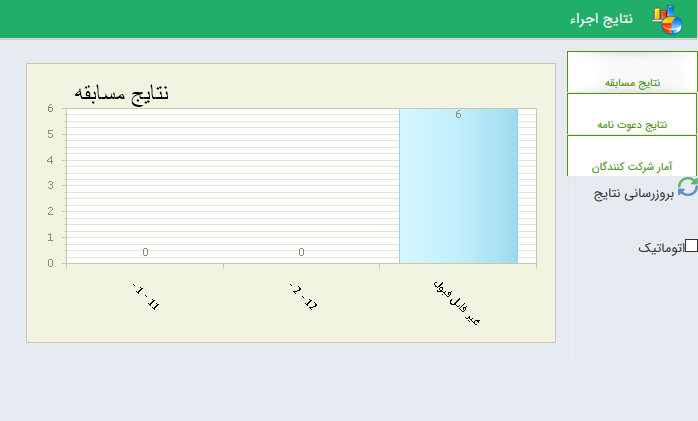 نتایج اجراء
نتایج مسابقه
نتایج دعوت نامه
آمار شرکت کنندگان
بروزرسانی نتایج
اتوماتیک
نتایج مسابقه
6
5
4
3
2
1
0
0
0
6
11 - 1 -
12 - 2 -
غیر قابل قبول